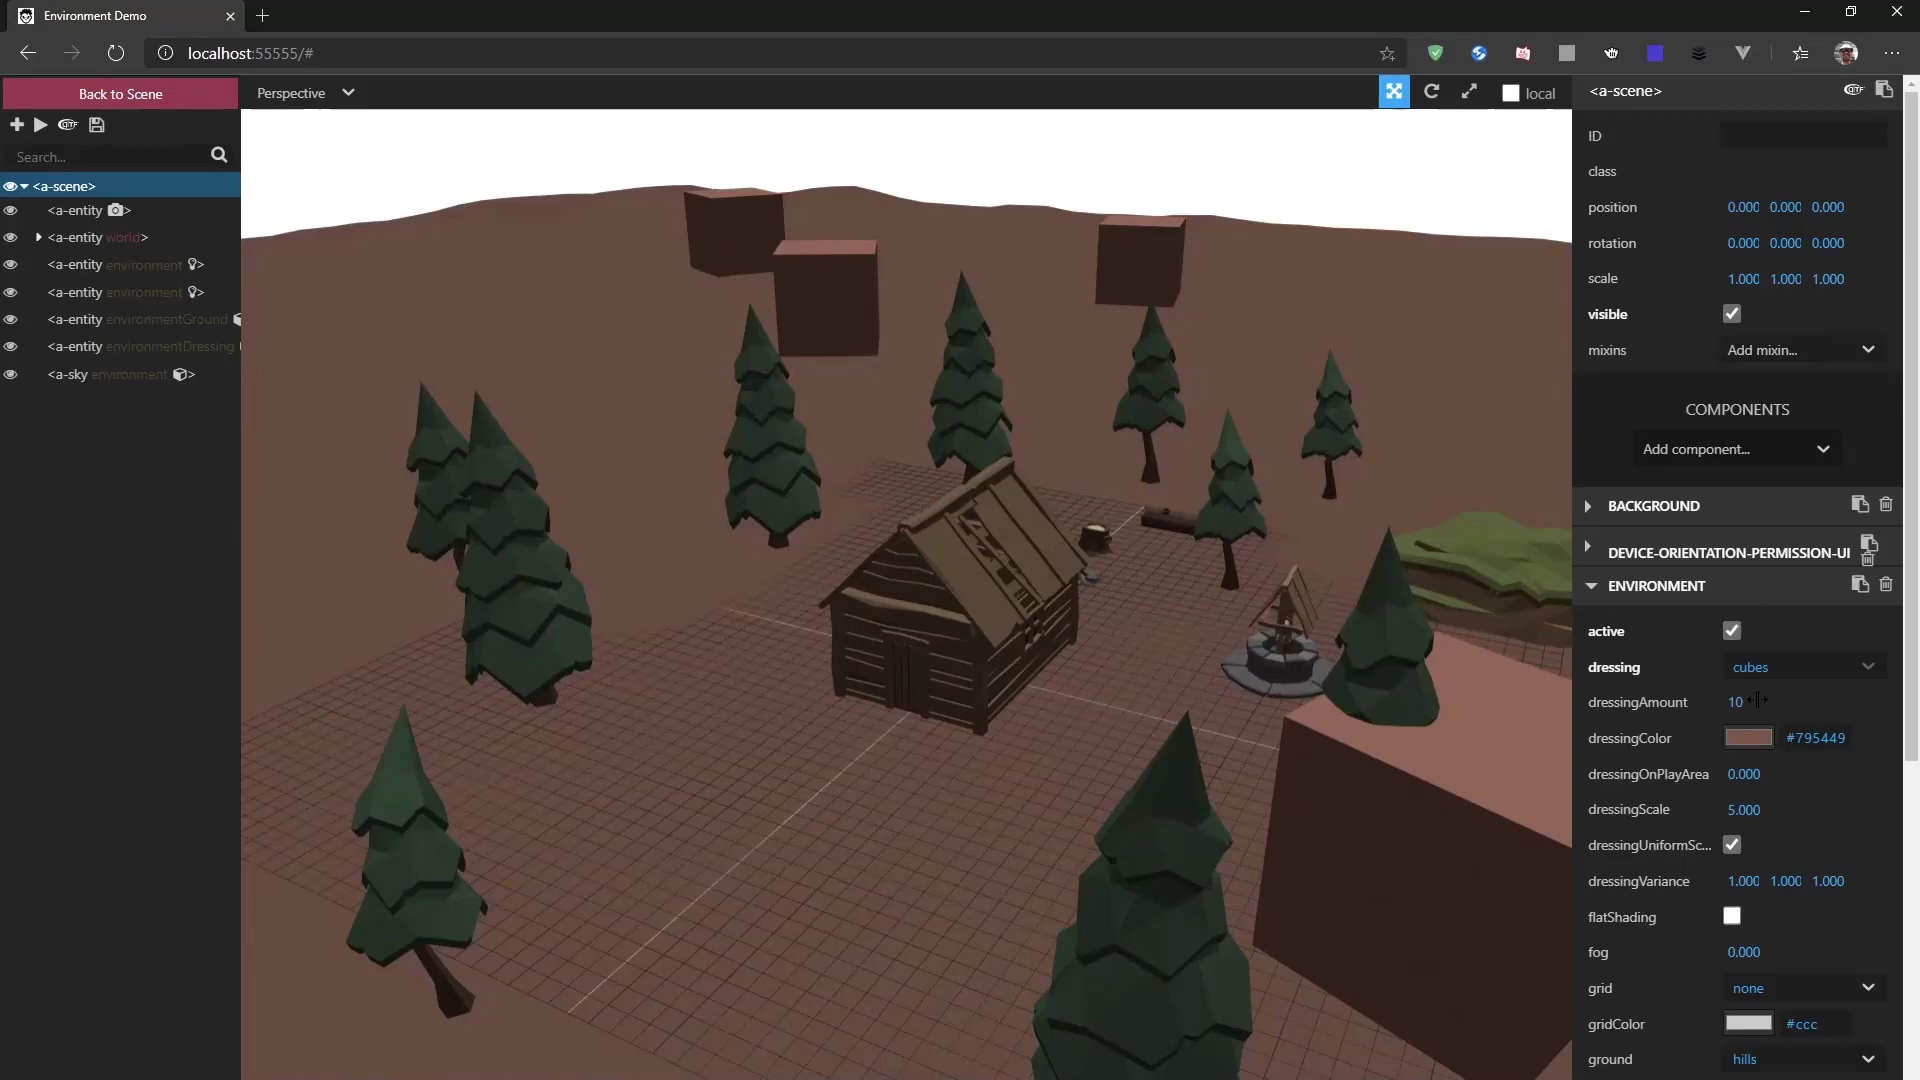 Environment Demo
localhost:55555/#
Back to Scene
Perspective
local
<a-scene>
GLTF
GLTF
Search...
<a-scene>
<a-entity >
<a-entity world>
<a-entity environment >
<a-entity environment >
<a-entity environmentGround
<a-entity environmentDressing
<a-sky environment >
ID
class
position 0.000 0.000 0.000
rotation 0.000 0.000 0.000
scale 1.000 1.000 1.000
visible
mixins Add mixin...
COMPONENTS
Add component...
BACKGROUND
DEVICE-ORIENTATION-PERMISSION-UI
ENVIRONMENT
active
dressing cubes
dressingAmount 10
dressingColor #795449
dressingOnPlayArea 0.000
dressingScale 5.000
dressingUniformSc...
dressingVariance 1.000 1.000 1.000
flatShading
fog 0.000
grid none
gridColor #ccc
ground hills